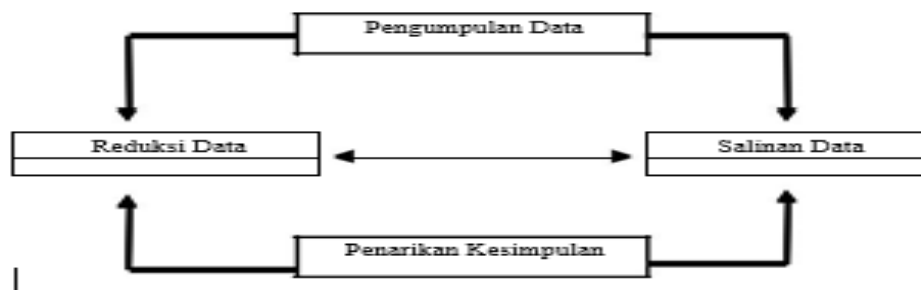 Pengumpulan Data
Reduksi Data
Salinan Data
Penarikan Kesimpulan